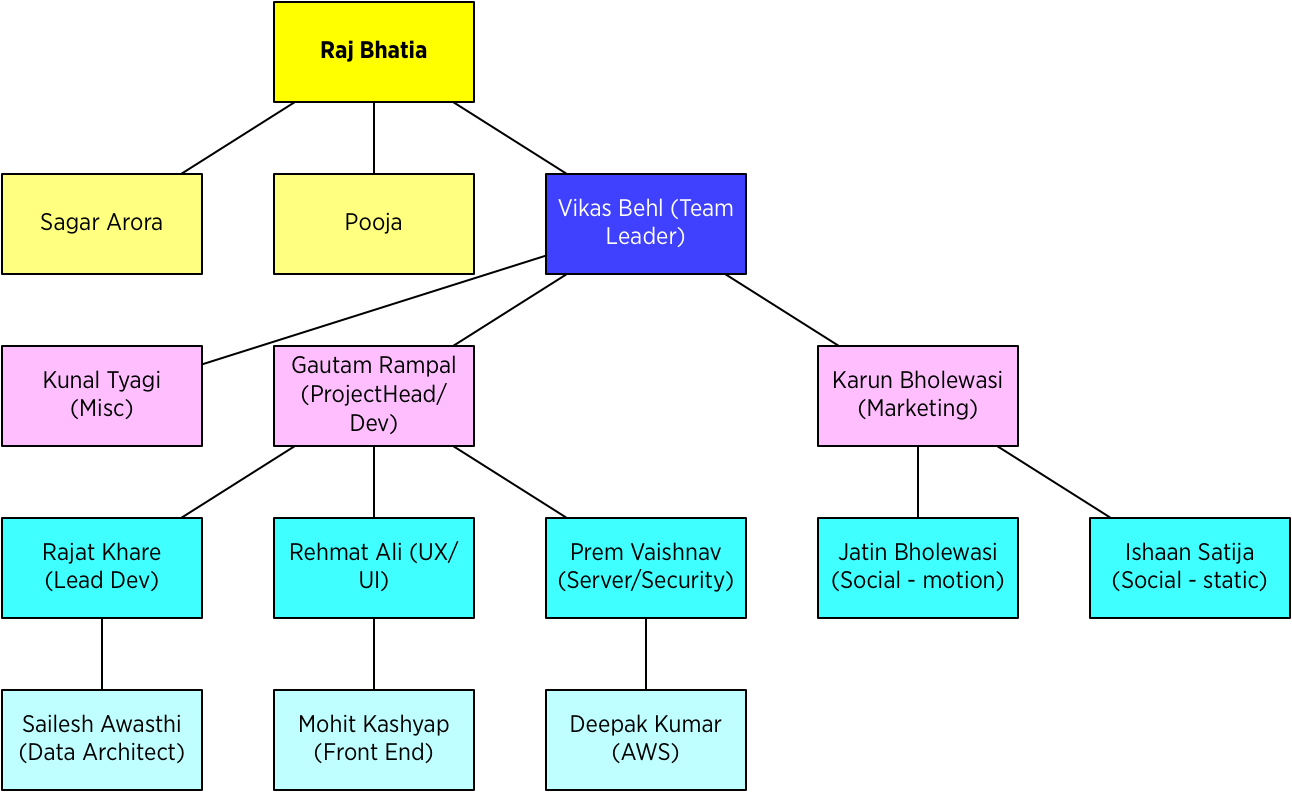 Raj Bhatia
Sagar Arora
Pooja
Vikas Behl (Team
Leader)
Kunal Tyagi
(Misc)
Gautam Rampal
(ProjectHead/
Dev)
Karun Bholewasi
(Marketing)
Rajat Khare
(Lead Dev)
Rehmat Ali (UX/
UI)
Prem Vaishnav
(Server/Security)
Jatin Bholewasi
(Social - motion)
Ishaan Satija
(Social - static)
Sailesh Awasthi
(Data Architect)
Mohit Kashyap
(Front End)
Deepak Kumar
(AWS)